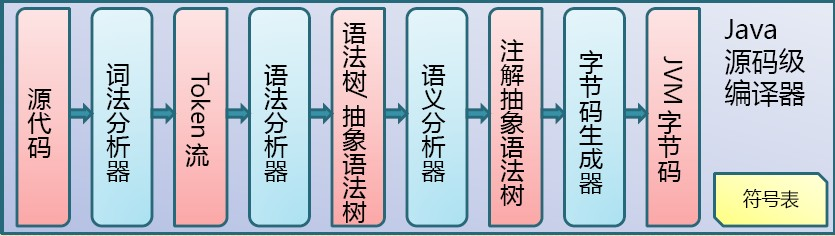 源代码
词法分析器
Token 流
语法分析器
语法树/ 抽象语法树
语义分析器
注解抽象语法树
字节码生成器
JVM 字节码
Java
源码级
编译器
符号表